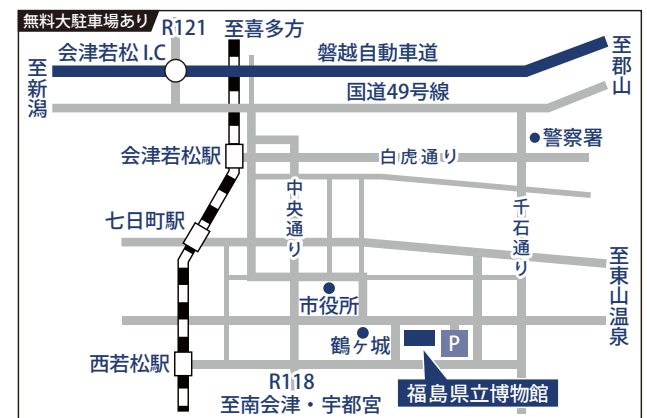 無料大駐車場あり
R121
至喜多方
会津若松 I.C
磐越自動車道
至郡山
至新潟
国道49号線
警察署
会津若松駅
白虎通り
中央通り
千石通り
七日町駅
至東山温泉
市役所
鶴ヶ城
P
西若松駅
R118
福島県立博物館
至南会津・宇都宮